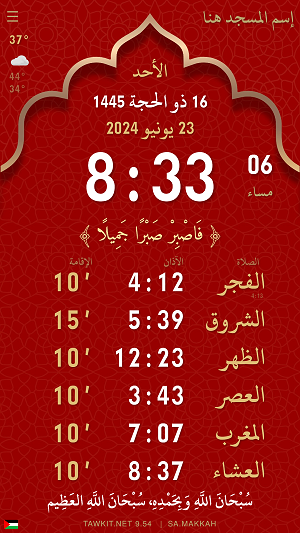 إسم المسجد هنا
37°
44°
34°
الأحد
16 ذو الحجة 1445
23 يونيو 2024
8:33 06
مساء
﴿ فَاصْبِرْ صَبْرًا جَمِيلًا ﴾
الصلاة الآذان الإقامة
الفجر 4:12 10’
4:18
الشروق 5:39 15’
الظهر 12:23 10’
العصر 3:43 10’
المغرب 7:07 10’
العشاء 8:37 10’
سُبْحَانَ اللَّهِ وَبِحَمْدِهِ، سُبْحَانَ اللَّهِ العَظِيم
TAWKIT.NET 9.54 | SA.MAKKAH